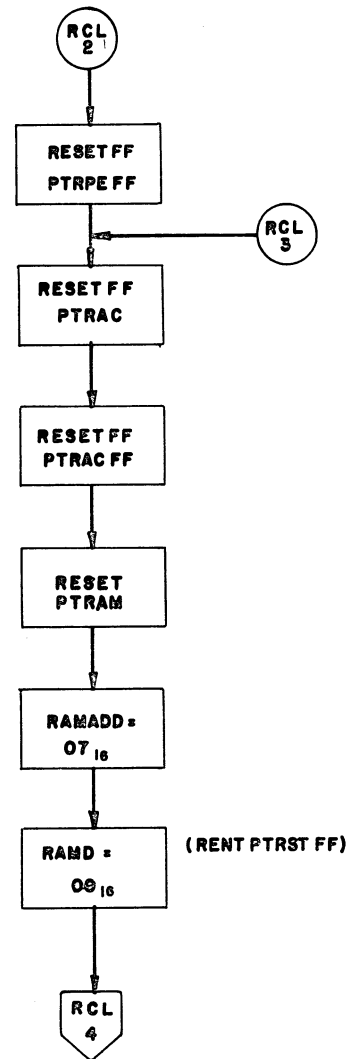 RCL
2
RESET FF
PTRPE FF
RCL
3
RESET FF
PTRAC
RESET FF
PTRAC FF
RESET
PTRAM
RAMADD =
07 16
RAMD =
09 16
(RENT PTRST FF)
RCL
4